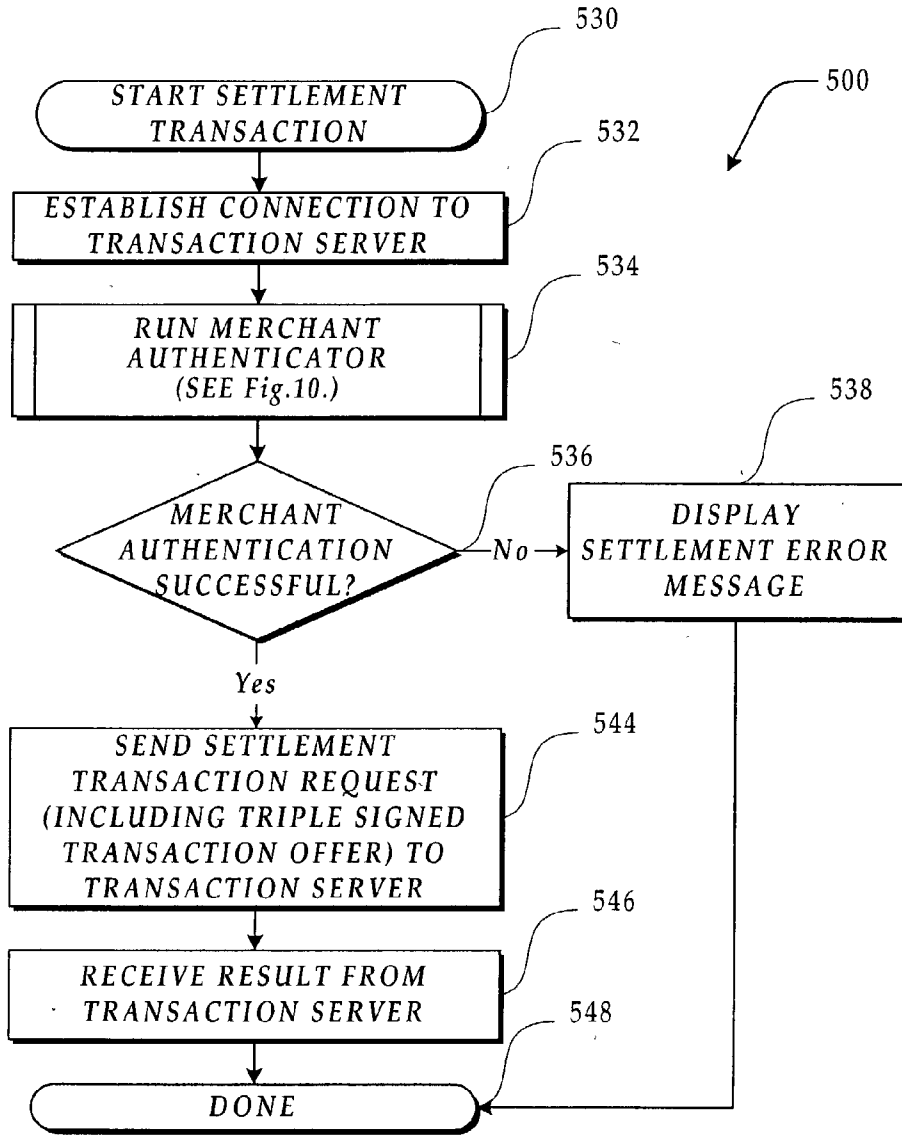 530
500
START SETTLEMENT
TRANSACTION
532
ESTABLISH CONNECTION TO
TRANSACTION SERVER
534
RUN MERCHANT
AUTHENTICATOR
(SEE Fig.10.)
538
536
MERCHANT
AUTHENTICATION
SUCCESSFUL?
No
DISPLAY
SETTLEMENT ERROR
MESSAGE
Yes
544
SEND SETTLEMENT
TRANSACTION REQUEST
(INCLUDING TRIPLE SIGNED
TRANSACTION OFFER) TO
TRANSACTION SERVER
546
RECEIVE RESULT FROM
TRANSACTION SERVER
548
DONE